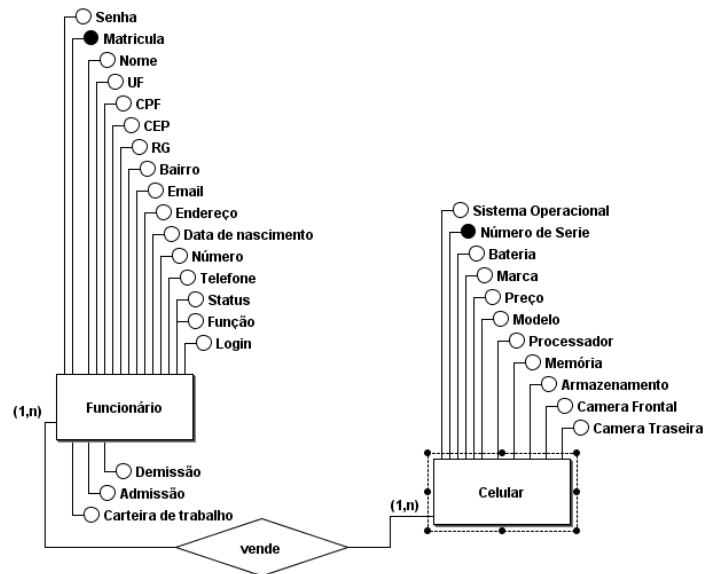 Senha
Matricula
Nome
UF
CPF
CEP
RG
Bairro
Email
Endereço
Data de nascimento
Número
Telefone
Status
Função
Login
(1,n)
Funcionário
Demissão
Admissão
Carteira de trabalho
vende
Sistema Operacional
Número de Serie
Bateria
Marca
Preço
Modelo
Processador
Memória
Armazenamento
Camera Frontal
Camera Traseira
Celular
(1,n)